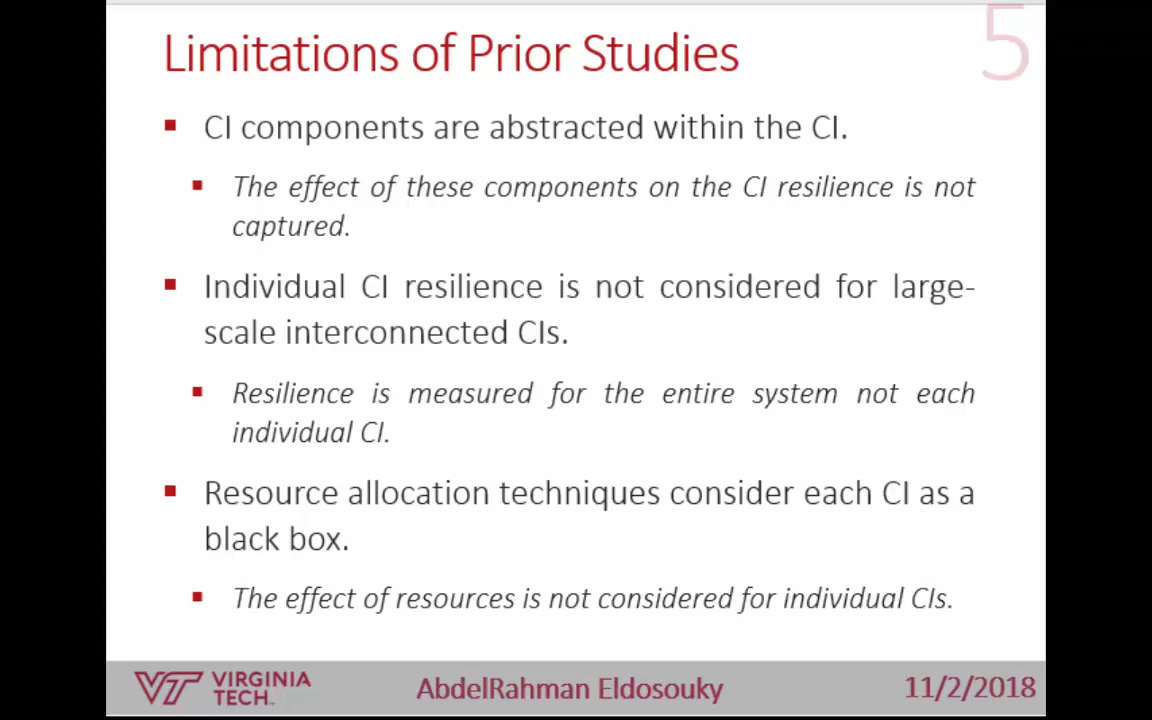 5
Limitations of Prior Studies
▪ CI components are abstracted within the CI.
▪ The effect of these components on the CI resilience is not
captured.
▪ Individual CI resilience is not considered for large-
scale interconnected CIs.
▪ Resilience is measured for the entire system not each
individual CI.
▪ Resource allocation techniques consider each CI as a
black box.
▪ The effect of resources is not considered for individual CIs.
VT VIRGINIA
TECH.
AbdelRahman Eldosouky
11/2/2018